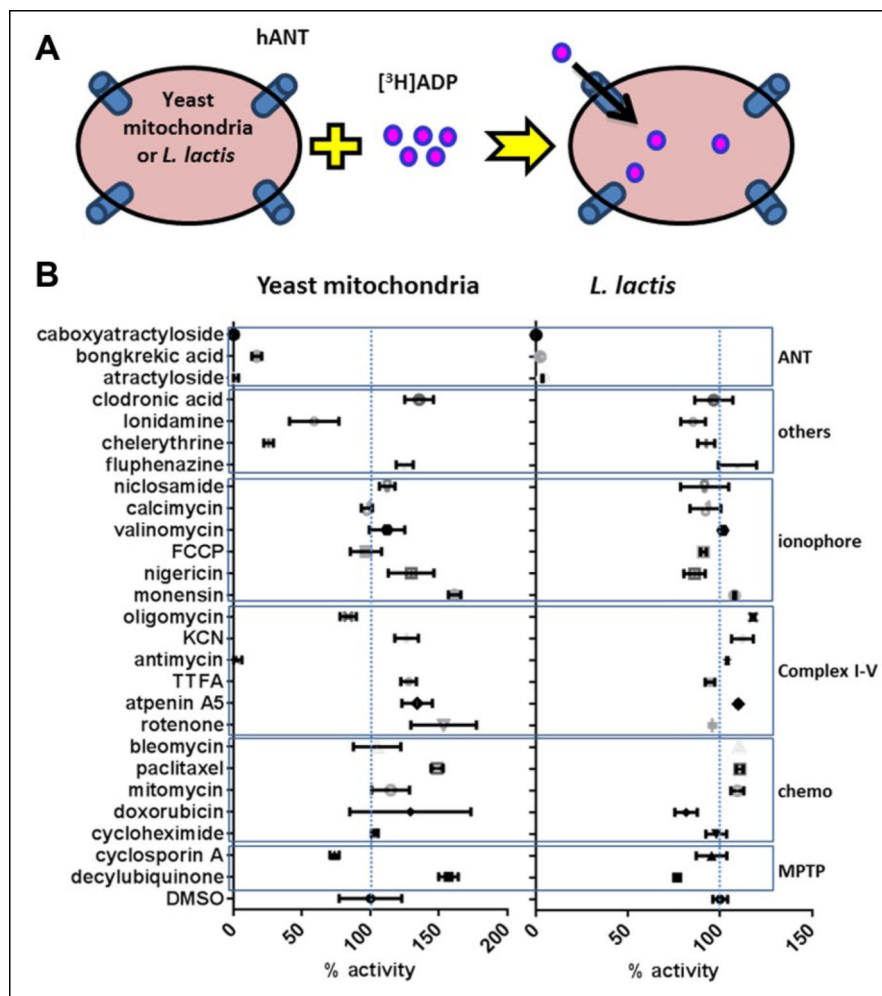 A
hANT
Yeast
mitochondria
or L. lactis
[³H]ADP
B
Yeast mitochondria
L. lactis
caboxyatractyloside
bongkrekic acid
atractyloside
ANT
clodronic acid
lonidamine
chelerythrine
fluphenazine
others
niclosamide
calcimycin
valinomycin
FCCP
nigericin
monensin
ionophore
oligomycin
KCN
antimycin
TTFA
atpenin A5
rotenone
Complex I-V
bleomycin
paclitaxel
mitomycin
doxorubicin
cycloheximide
chemo
cyclosporin A
decylubiquinone
MPTP
DMSO
0 50 100 150 200
0 50 100 150
% activity
% activity